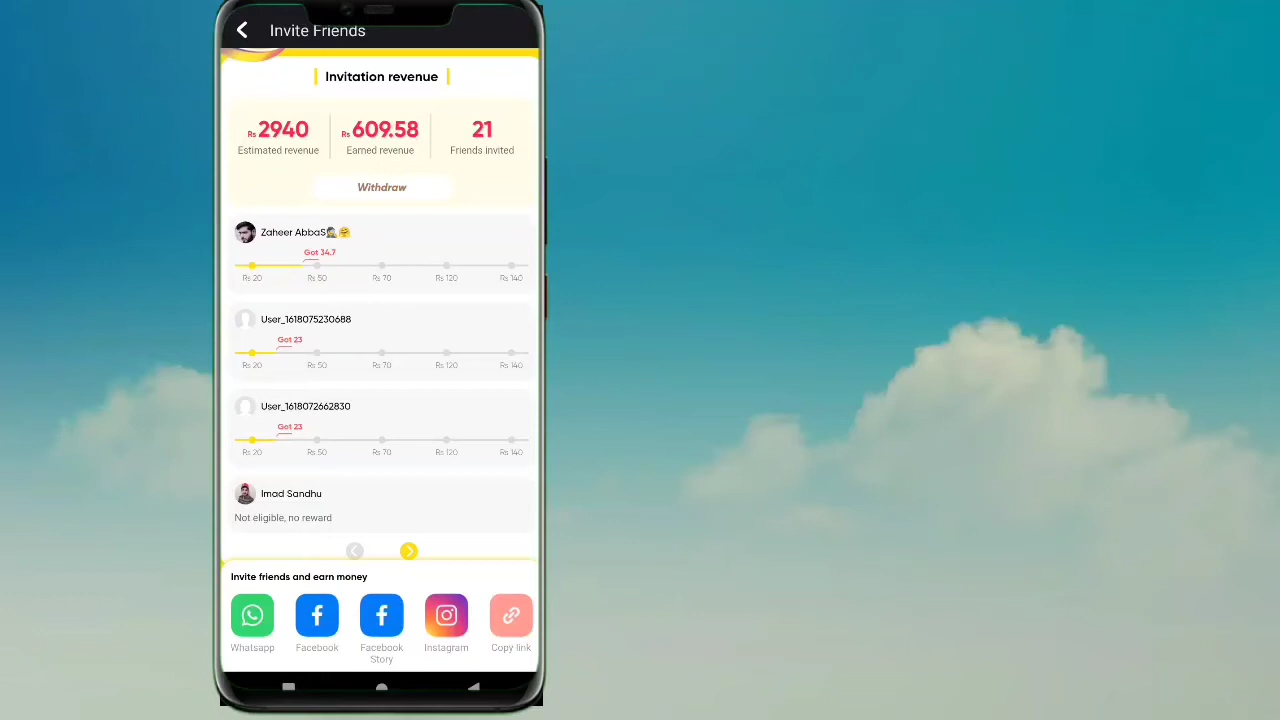 Invite Friends
Invitation revenue
Rs 2940 Rs 609.58 21
Estimated revenue Earned revenue Friends invited
Withdraw
Zaheer AbbaS🕵️🤗
Got 34.7
Rs 20 Rs 50 Rs 70 Rs 120 Rs 140
User_1618075230688
Got 23
Rs 20 Rs 50 Rs 70 Rs 120 Rs 140
User_1618072662830
Got 23
Rs 20 Rs 50 Rs 70 Rs 120 Rs 140
Imad Sandhu
Not eligible, no reward
Invite friends and earn money
Whatsapp Facebook Facebook Story Instagram Copy link